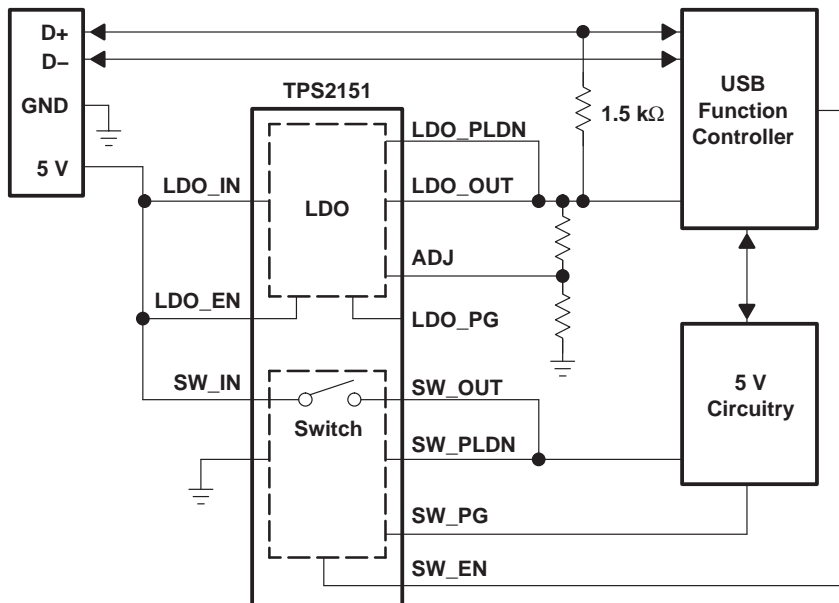 D+
D−
GND
5 V
TPS2151
LDO_IN
LDO
LDO_PLDN
LDO_OUT
ADJ
LDO_EN
LDO_PG
SW_IN
Switch
SW_OUT
SW_PLDN
SW_PG
SW_EN
1.5 kΩ
USB
Function
Controller
5 V
Circuitry